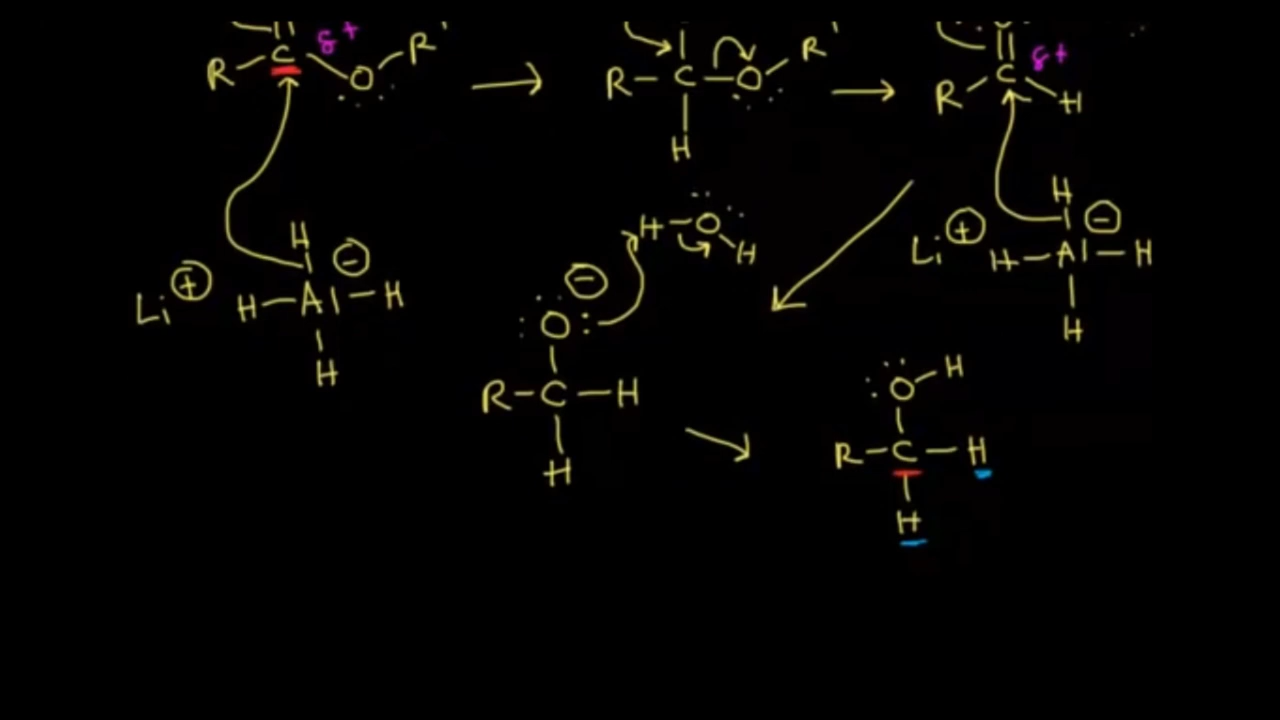 R C δ+ O R'
R C O R'
H
R C δ+ H
Li + H Al H H H −
H O H
O −
R C H
H
Li + H Al H H H −
O H
R C H
H